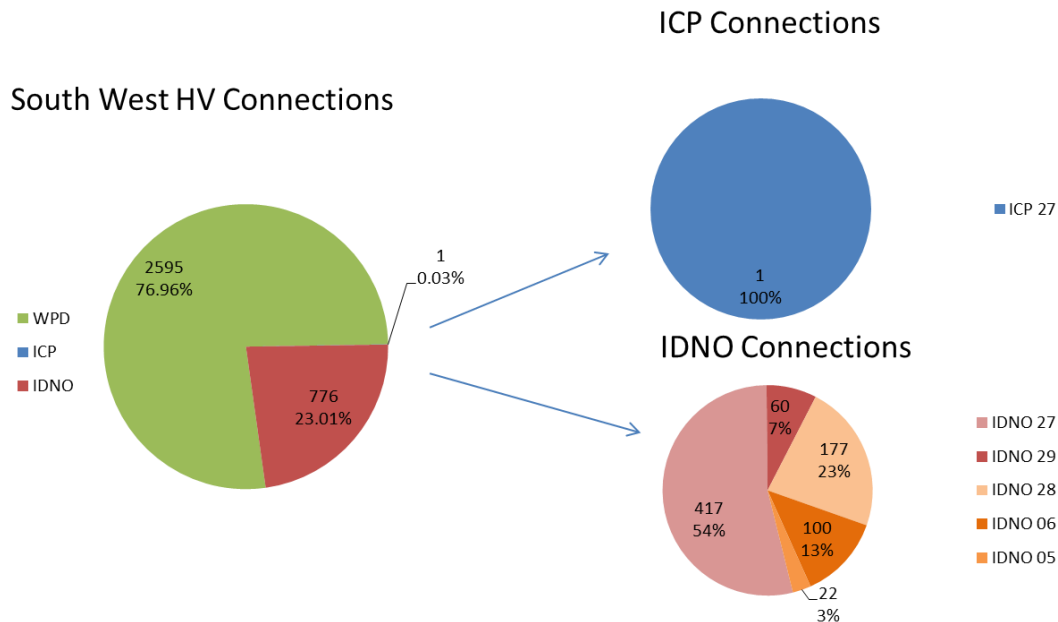 South West HV Connections
WPD
ICP
IDNO
2595
76.96%
1
0.03%
776
23.01%
ICP Connections
1
100%
ICP 27
IDNO Connections
60
7%
177
23%
100
13%
22
3%
417
54%
IDNO 27
IDNO 29
IDNO 28
IDNO 06
IDNO 05